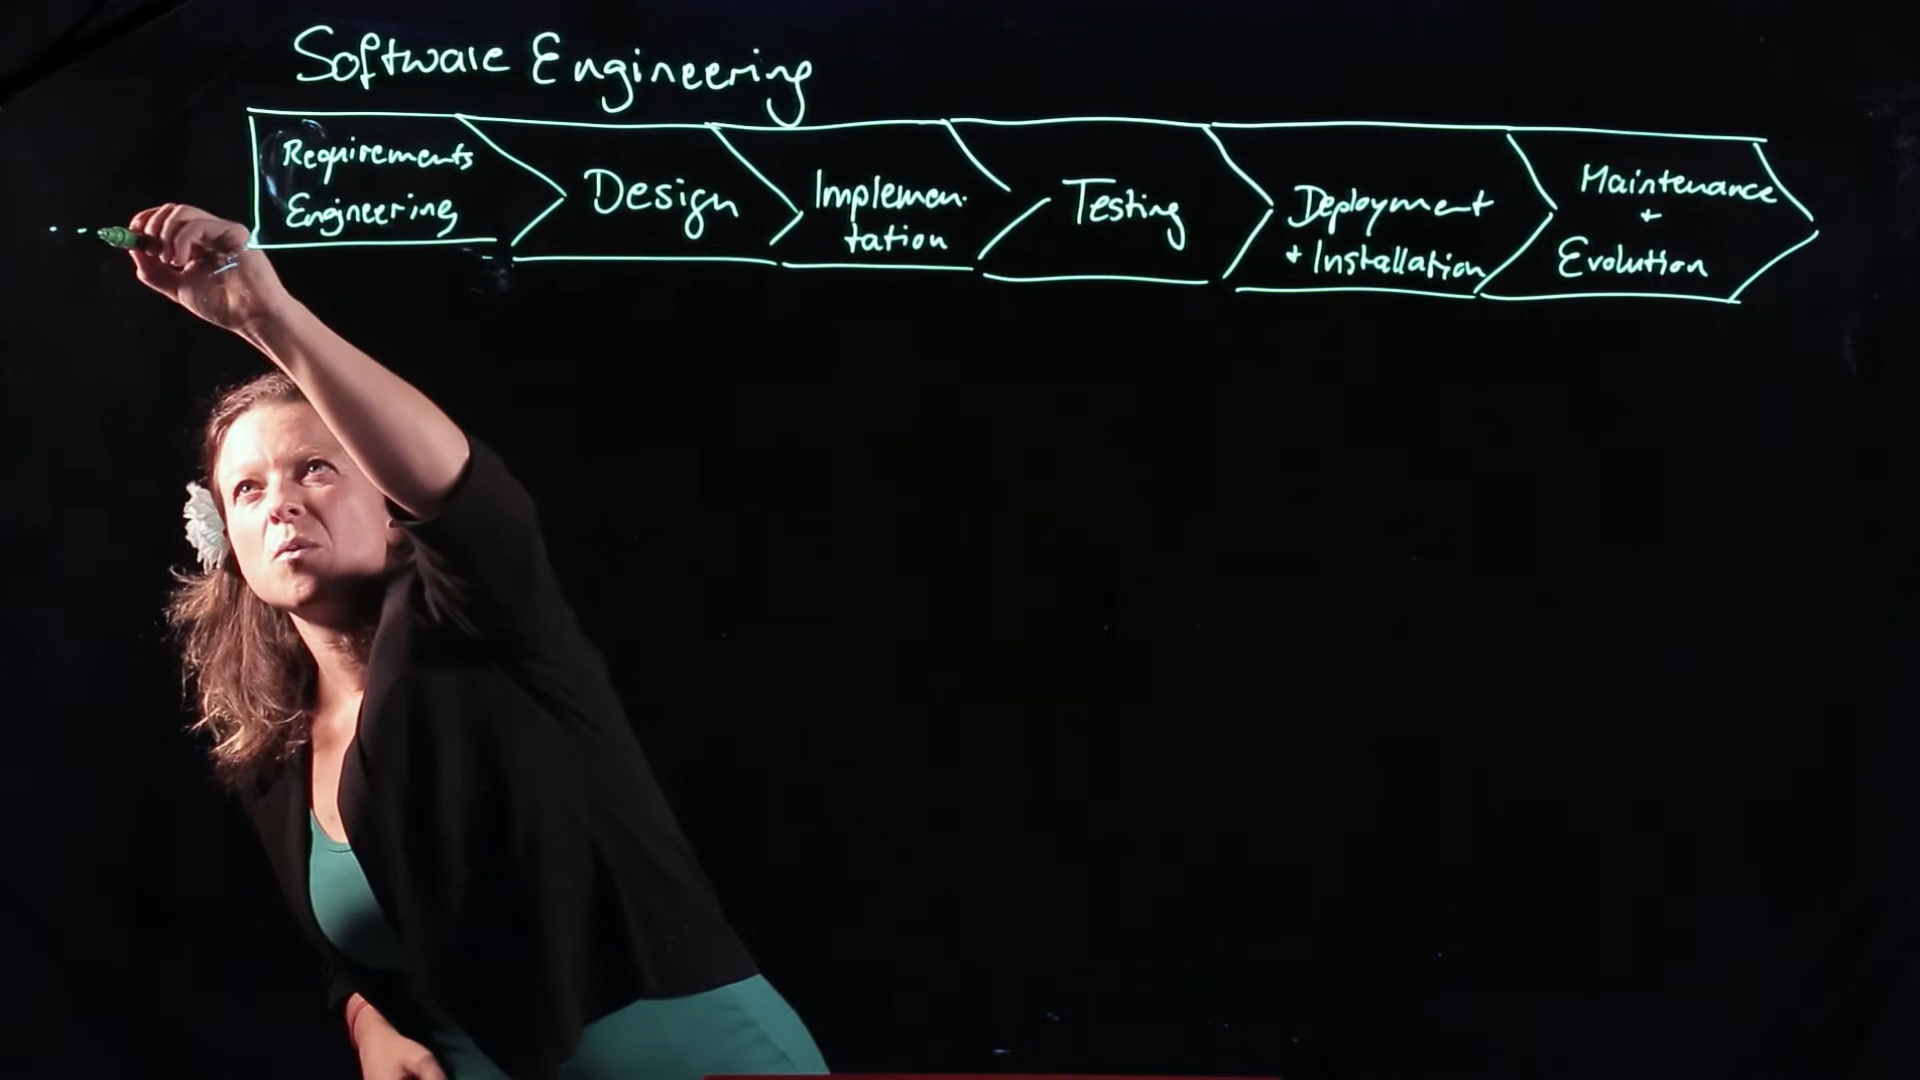 Software Engineering
Requirements
Engineering
Design
Implemen-
tation
Testing
Deployment
+ Installation
Maintenance
+
Evolution